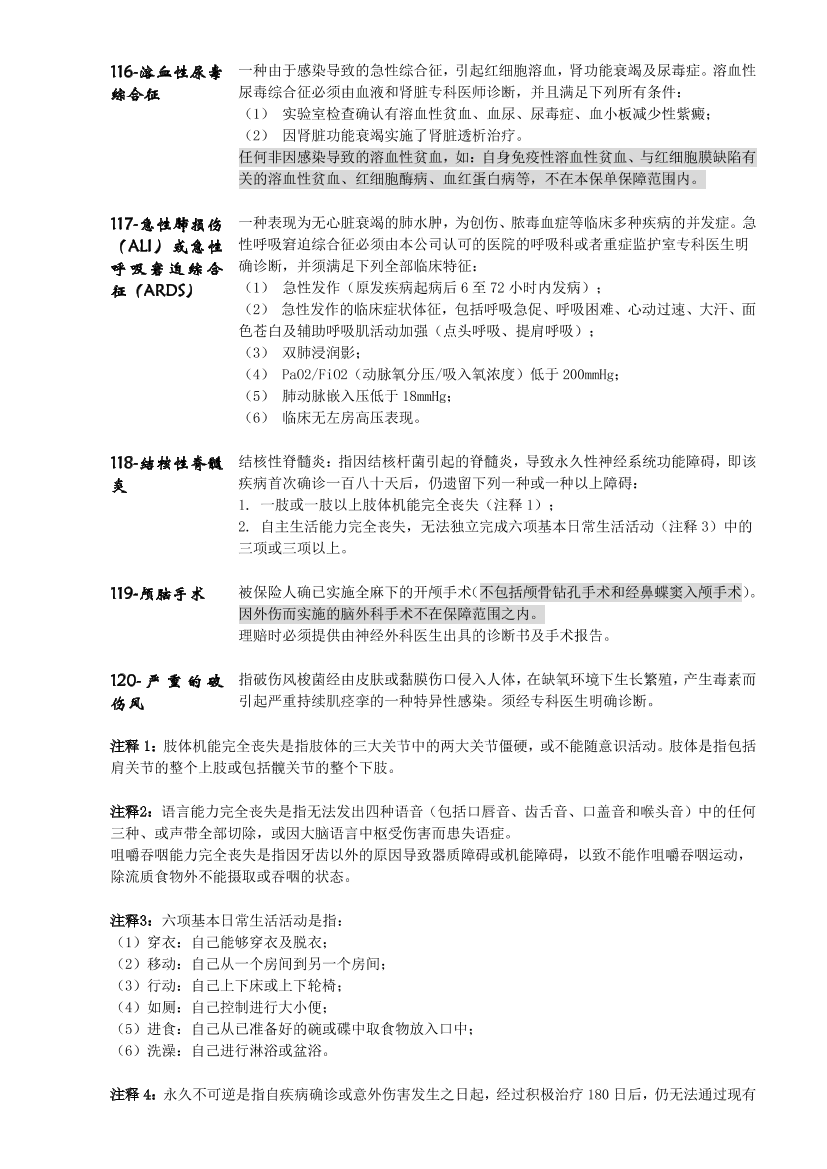 116-溶血性尿毒综合征
一种由于感染导致的急性综合征，引起红细胞溶血，肾功能衰竭及尿毒症。溶血性
尿毒综合征必须由血液和肾脏专科医师诊断，并且满足下列所有条件：
（1） 实验室检查确认有溶血性贫血、血尿、尿毒症、血小板减少性紫癜；
（2） 因肾脏功能衰竭实施了肾脏透析治疗。
任何非因感染导致的溶血性贫血，如：自身免疫性溶血性贫血、与红细胞膜缺陷有
关的溶血性贫血、红细胞酶病、血红蛋白病等，不在本保单保障范围内。
117-急性肺损伤
（ALI）或急性
呼吸窘迫综合
征（ARDS）
一种表现为无心脏衰竭的肺水肿，为创伤、脓毒血症等临床多种疾病的并发症。急
性呼吸窘迫综合征必须由本公司认可的医院的呼吸科或者重症监护室专科医生明
确诊断，并须满足下列全部临床特征：
（1） 急性发作（原发疾病起病后 6 至 72 小时内发病）；
（2） 急性发作的临床症状体征，包括呼吸急促、呼吸困难、心动过速、大汗、面
色苍白及辅助呼吸肌活动加强（点头呼吸、提肩呼吸）；
（3） 双肺浸润影；
（4） PaO2/FiO2（动脉氧分压/吸入氧浓度）低于 200mmHg；
（5） 肺动脉嵌入压低于 18mmHg；
（6） 临床无左房高压表现。
118-结核性脊髓
炎
结核性脊髓炎：指因结核杆菌引起的脊髓炎，导致永久性神经系统功能障碍，即该
疾病首次确诊一百八十天后，仍遗留下列一种或一种以上障碍：
1. 一肢或一肢以上肢体机能完全丧失（注释 1）；
2. 自主生活能力完全丧失，无法独立完成六项基本日常生活活动（注释 3）中的
三项或三项以上。
119-颅脑手术
被保险人确已实施全麻下的开颅手术（不包括颅骨钻孔手术和经鼻蝶窦入颅手术）。
因外伤而实施的脑外科手术不在保障范围之内。
理赔时必须提供由神经外科医生出具的诊断书及手术报告。
120-严重的破
伤风
指破伤风梭菌经由皮肤或黏膜伤口侵入人体，在缺氧环境下生长繁殖，产生毒素而
引起严重持续肌痉挛的一种特异性感染。须经专科医生明确诊断。
注释 1：肢体机能完全丧失是指肢体的三大关节中的两大关节僵硬，或不能随意识活动。肢体是指包括
肩关节的整个上肢或包括髋关节的整个下肢。
注释2：语言能力完全丧失是指无法发出四种语音（包括口唇音、齿舌音、口盖音和喉头音）中的任何
三种、或声带全部切除，或因大脑语言中枢受伤害而患失语症。
咀嚼吞咽能力完全丧失是指因牙齿以外的原因导致器质障碍或机能障碍，以致不能作咀嚼吞咽运动，
除流质食物外不能摄取或吞咽的状态。
注释3：六项基本日常生活活动是指：
（1）穿衣：自己能够穿衣及脱衣；
（2）移动：自己从一个房间到另一个房间；
（3）行动：自己上下床或上下轮椅；
（4）如厕：自己控制进行大小便；
（5）进食：自己从已准备好的碗或碟中取食物放入口中；
（6）洗澡：自己进行淋浴或盆浴。
注释 4：永久不可逆是指自疾病确诊或意外伤害发生之日起，经过积极治疗 180 日后，仍无法通过现有